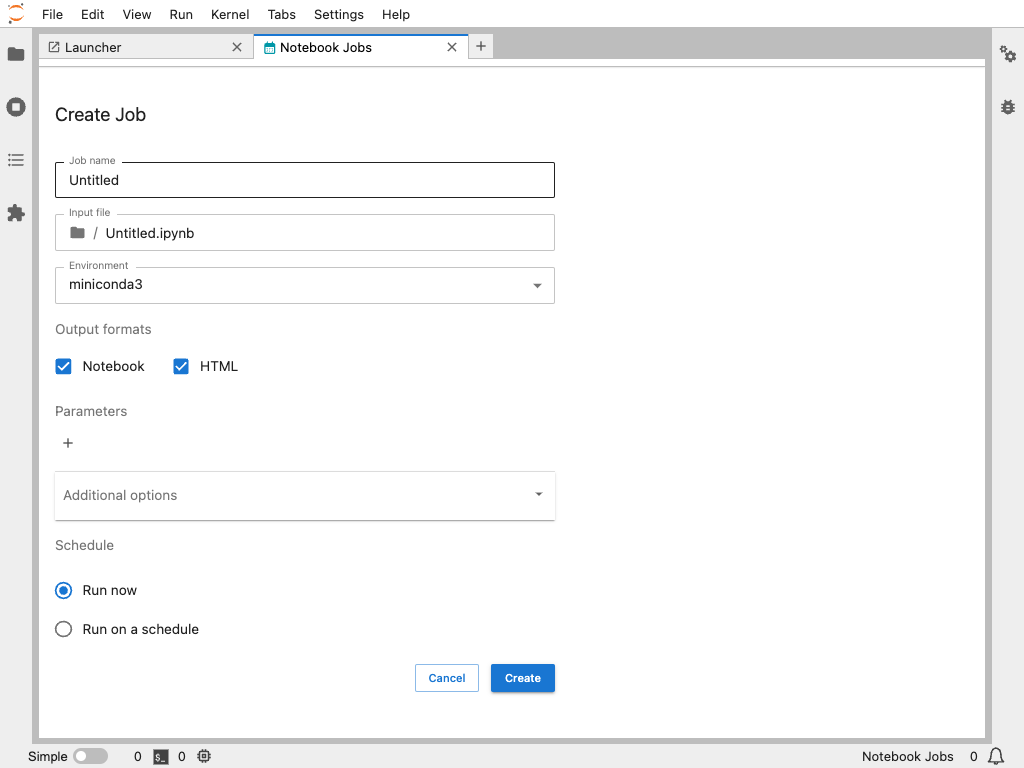 File Edit View Run Kernel Tabs Settings Help
Launcher Notebook Jobs
Create Job
Job name
Untitled
Input file
/ Untitled.ipynb
Environment
miniconda3
Output formats
Notebook HTML
Parameters
+
Additional options
Schedule
Run now
Run on a schedule
Cancel Create
Simple 0 $_ 0 Notebook Jobs 0